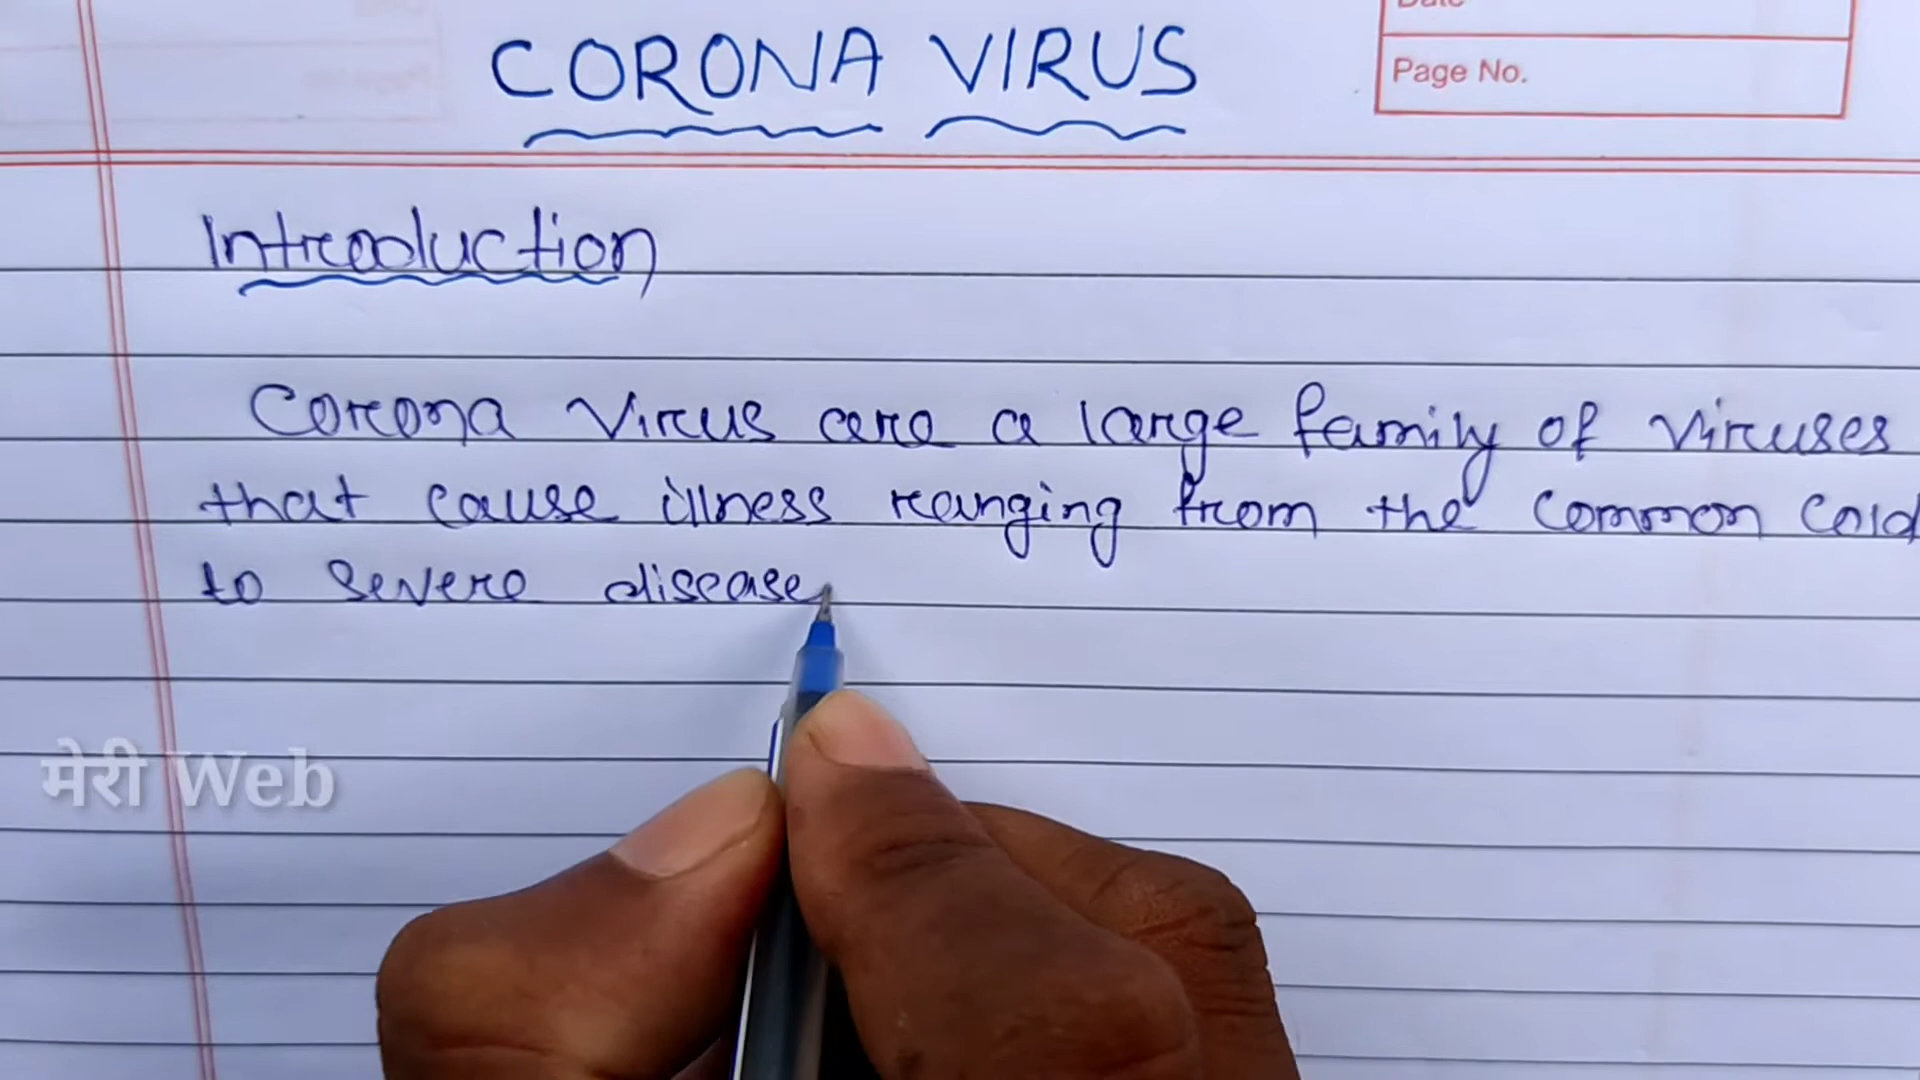 Date
CORONA VIRUS
Page No.
Introduction
Corona Virus are a large family of Viruses
that cause illness ranging from the Common Cold
to Severe disease
मेरी Web